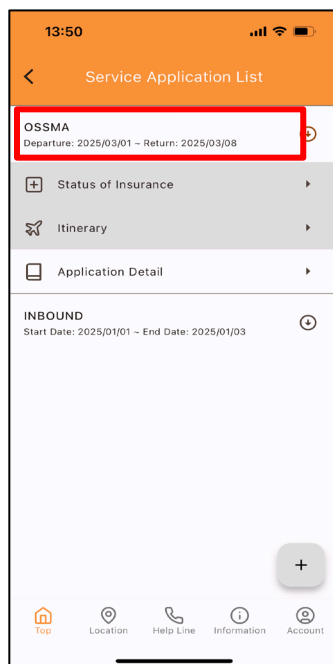 13:50
Service Application List
OSSMA
Departure: 2025/03/01 ~ Return: 2025/03/08
Status of Insurance
Itinerary
Application Detail
INBOUND
Start Date: 2025/01/01 ~ End Date: 2025/01/03
+
Top Location Help Line Information Account